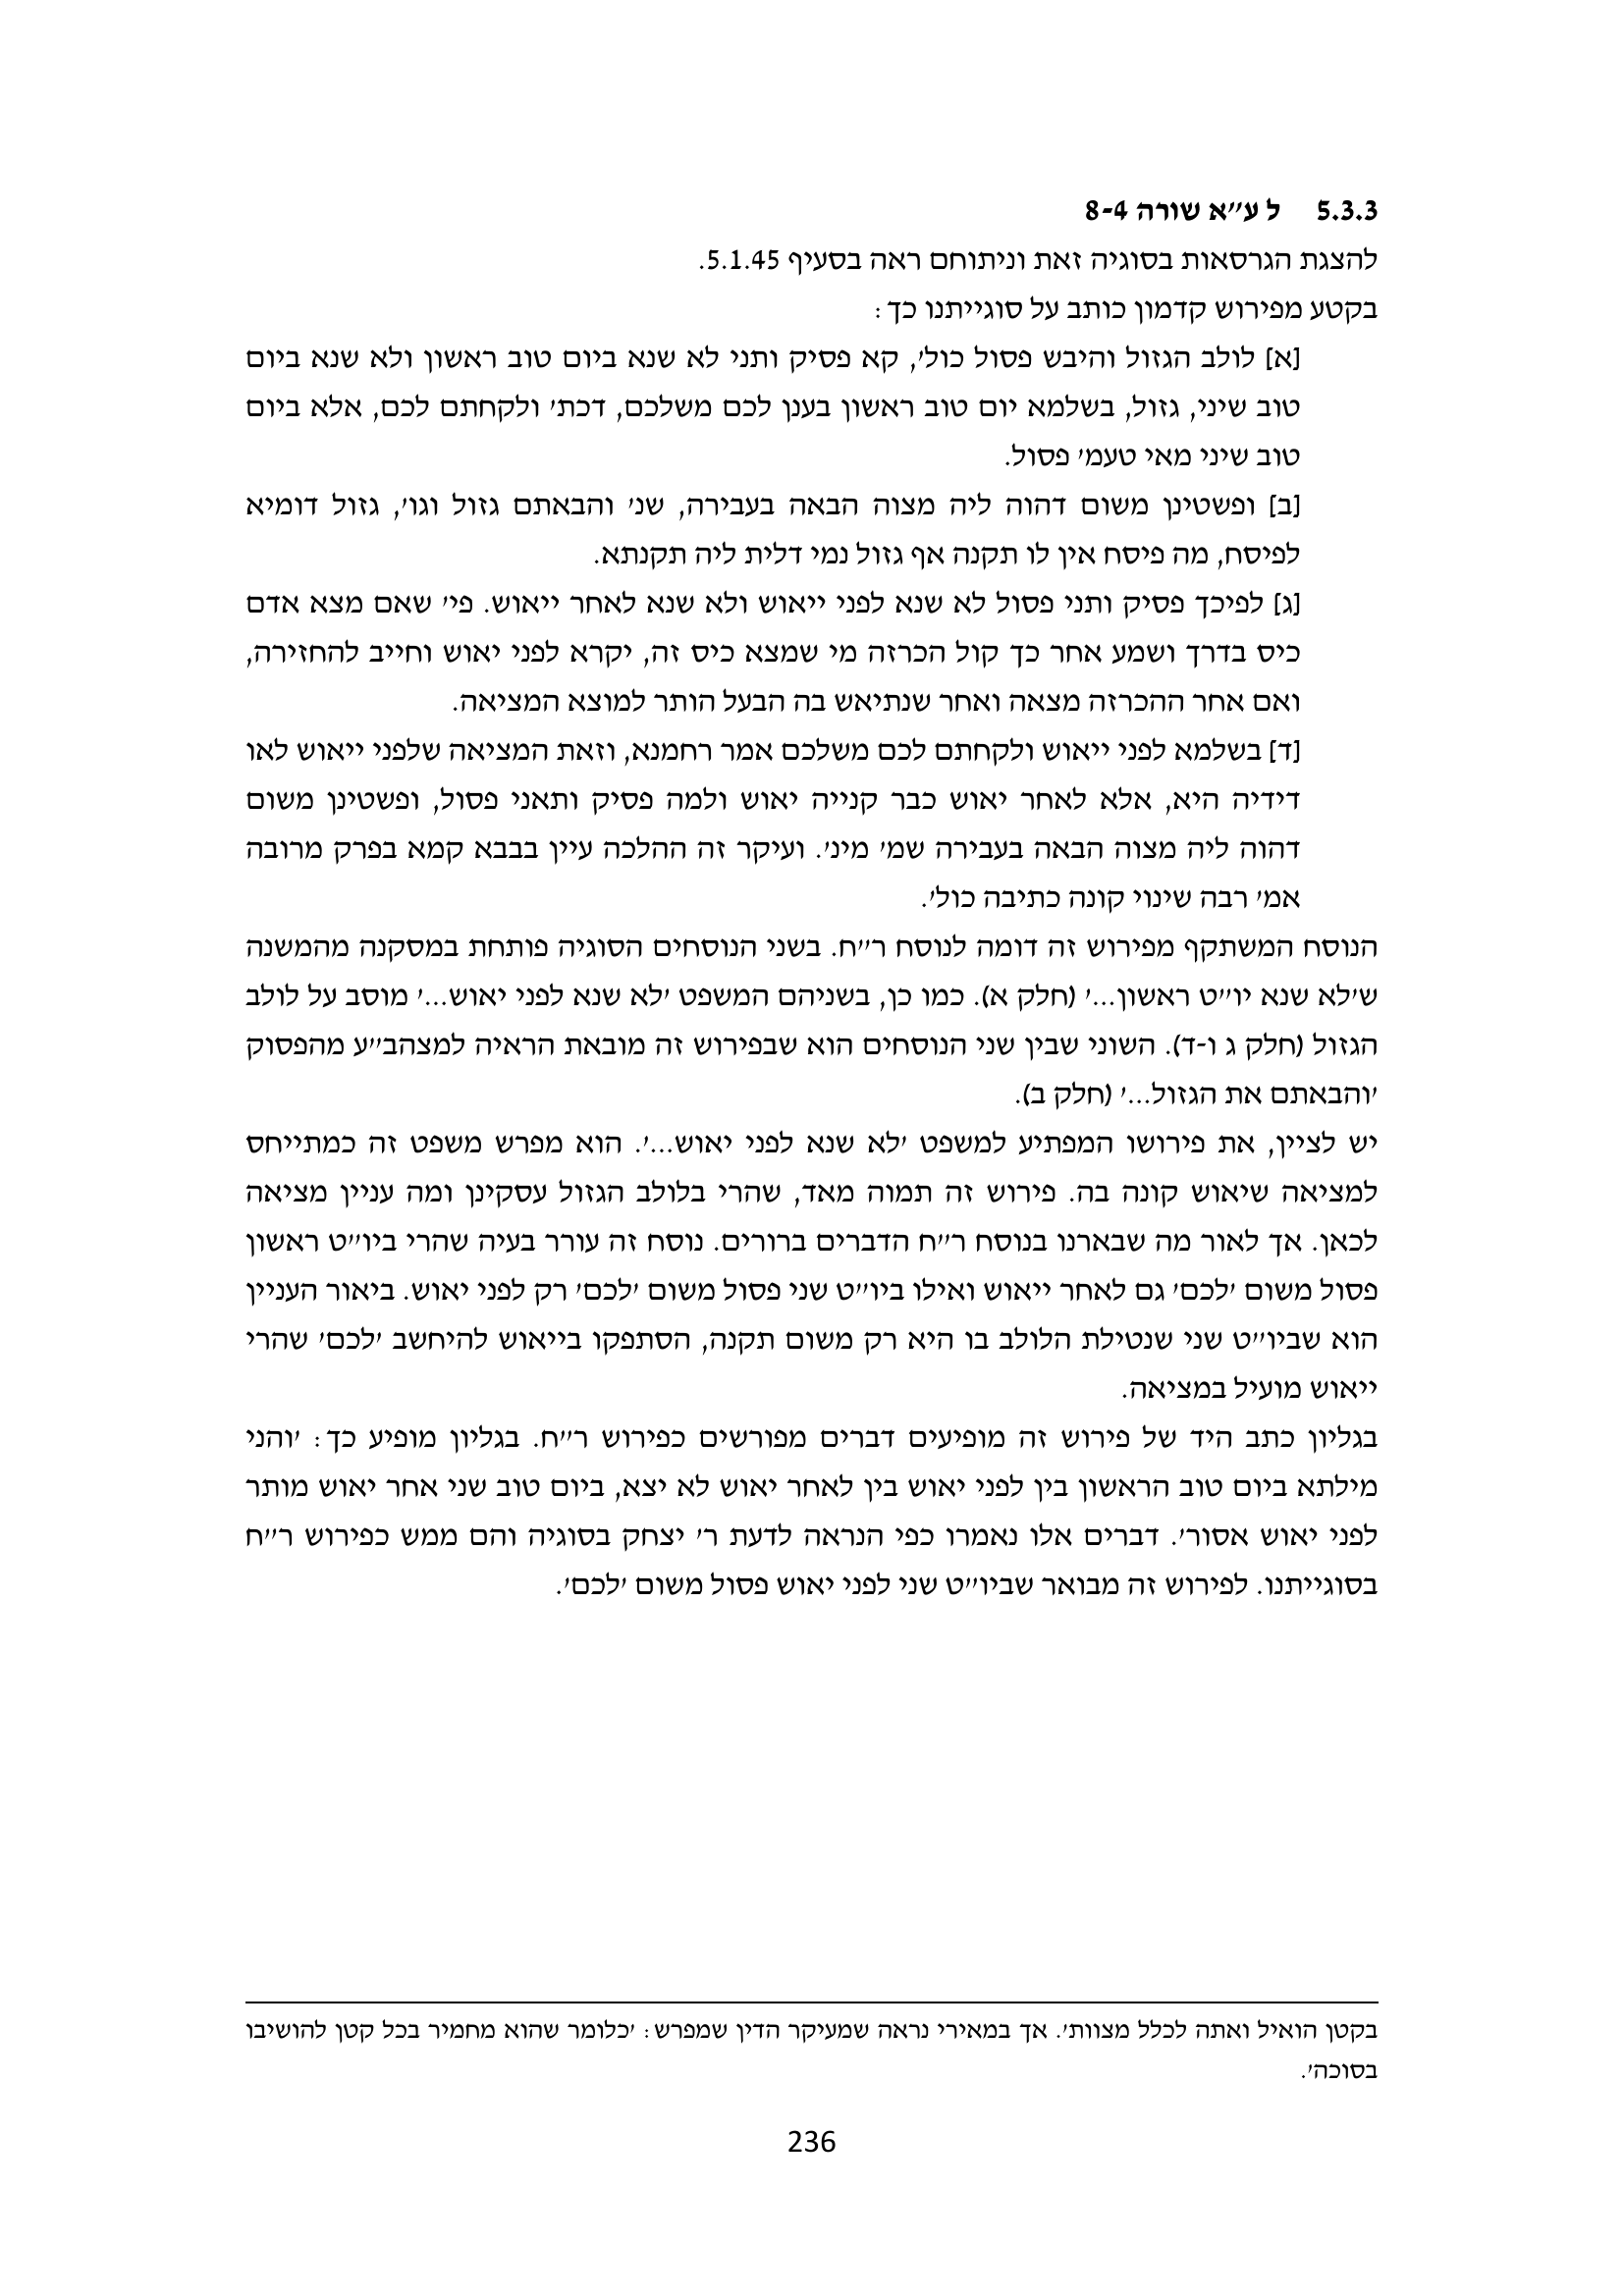 5.3.3 ל ע״א שורה 8-4
להצגת הגרסאות בסוגיה זאת וניתוחם ראה בסעיף 5.1.45.
בקטע מפירוש קדמון כותב על סוגייתנו כך:
[א] לולב הגזול והיבש פסול כול׳, קא פסיק ותני לא שנא ביום טוב ראשון ולא שנא ביום
טוב שיני, גזול, בשלמא יום טוב ראשון בענן לכם משלכם, דכת׳ ולקחתם לכם, אלא ביום
טוב שיני מאי טעמ׳ פסול.
[ב] ופשטינן משום דהוה ליה מצוה הבאה בעבירה, שנ׳ והבאתם גזול וגו׳, גזול דומיא
לפיסח, מה פיסח אין לו תקנה אף גזול נמי דלית ליה תקנתא.
[ג] לפיכך פסיק ותני פסול לא שנא לפני ייאוש ולא שנא לאחר ייאוש. פי׳ שאם מצא אדם
כיס בדרך ושמע אחר כך קול הכרזה מי שמצא כיס זה, יקרא לפני יאוש וחייב להחזירה,
ואם אחר ההכרזה מצאה ואחר שנתיאש בה הבעל הותר למוצא המציאה.
[ד] בשלמא לפני ייאוש ולקחתם לכם משלכם אמר רחמנא, וזאת המציאה שלפני ייאוש לאו
דידיה היא, אלא לאחר יאוש כבר קנייה יאוש ולמה פסיק ותאני פסול, ופשטינן משום
דהוה ליה מצוה הבאה בעבירה שמ׳ מינ׳. ועיקר זה ההלכה עיין בבבא קמא בפרק מרובה
אמ׳ רבה שינוי קונה כתיבה כול׳.
הנוסח המשתקף מפירוש זה דומה לנוסח ר״ח. בשני הנוסחים הסוגיה פותחת במסקנה מהמשנה
ש׳לא שנא יו״ט ראשון...׳ (חלק א). כמו כן, בשניהם המשפט ׳לא שנא לפני יאוש...׳ מוסב על לולב
הגזול (חלק ג ו-ד). השוני שבין שני הנוסחים הוא שבפירוש זה מובאת הראיה למצהב״ע מהפסוק
׳והבאתם את הגזול...׳ (חלק ב).
יש לציין, את פירושו המפתיע למשפט ׳לא שנא לפני יאוש...׳. הוא מפרש משפט זה כמתייחס
למציאה שיאוש קונה בה. פירוש זה תמוה מאד, שהרי בלולב הגזול עסקינן ומה עניין מציאה
לכאן. אך לאור מה שבארנו בנוסח ר״ח הדברים ברורים. נוסח זה עורר בעיה שהרי ביו״ט ראשון
פסול משום ׳לכם׳ גם לאחר ייאוש ואילו ביו״ט שני פסול משום ׳לכם׳ רק לפני יאוש. ביאור העניין
הוא שביו״ט שני שנטילת הלולב בו היא רק משום תקנה, הסתפקו בייאוש להיחשב ׳לכם׳ שהרי
ייאוש מועיל במציאה.
בגליון כתב היד של פירוש זה מופיעים דברים מפורשים כפירוש ר״ח. בגליון מופיע כך: ׳והני
מילתא ביום טוב הראשון בין לפני יאוש בין לאחר יאוש לא יצא, ביום טוב שני אחר יאוש מותר
לפני יאוש אסור׳. דברים אלו נאמרו כפי הנראה לדעת ר׳ יצחק בסוגיה והם ממש כפירוש ר״ח
בסוגייתנו. לפירוש זה מבואר שביו״ט שני לפני יאוש פסול משום ׳לכם׳.
בקטן הואיל ואתה לכלל מצוות׳. אך במאירי נראה שמעיקר הדין שמפרש: ׳כלומר שהוא מחמיר בכל קטן להושיבו
בסוכה׳.
236